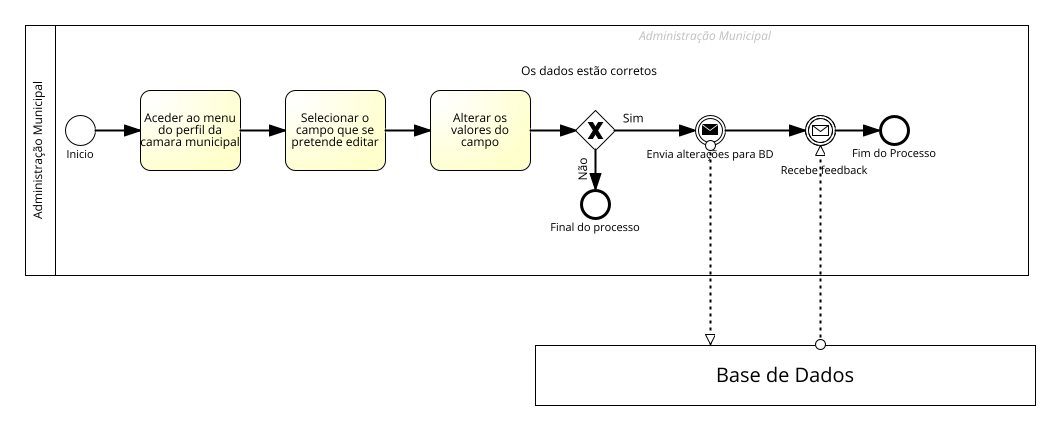 Administração Municipal
Administração Municipal
Os dados estão corretos
Inicio
Aceder ao menu
do perfil da
camara municipal
Selecionar o
campo que se
pretende editar
Alterar os
valores do
campo
Sim
Não
Final do processo
Envia alterações para BD
Recebe feedback
Fim do Processo
Base de Dados